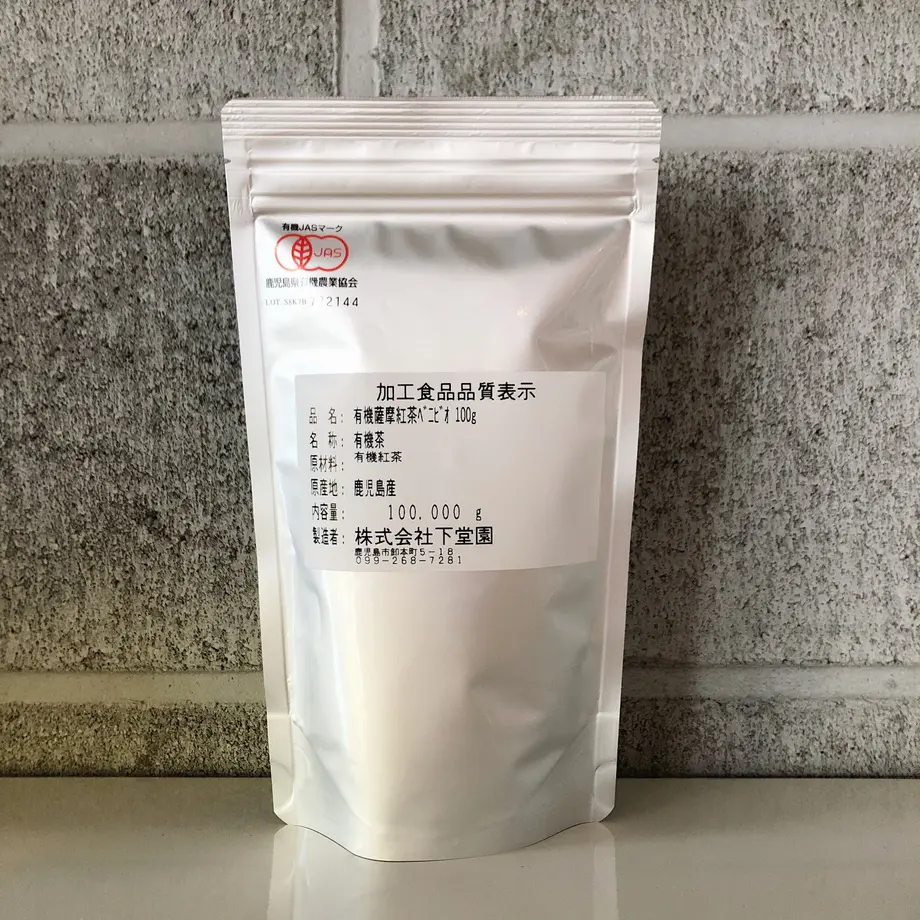 有機JASマーク
JAS
鹿児島県有機農業協会
722144
加工食品品質表示
品 名： 有機薩摩紅茶ﾍﾞﾆﾋﾞｵ 100g
名 称： 有機茶
原材料： 有機紅茶
原産地： 鹿児島産
内容量： 100.000 g
製造者： 株式会社下堂園
鹿児島市卸本町5－18
099－268－7281